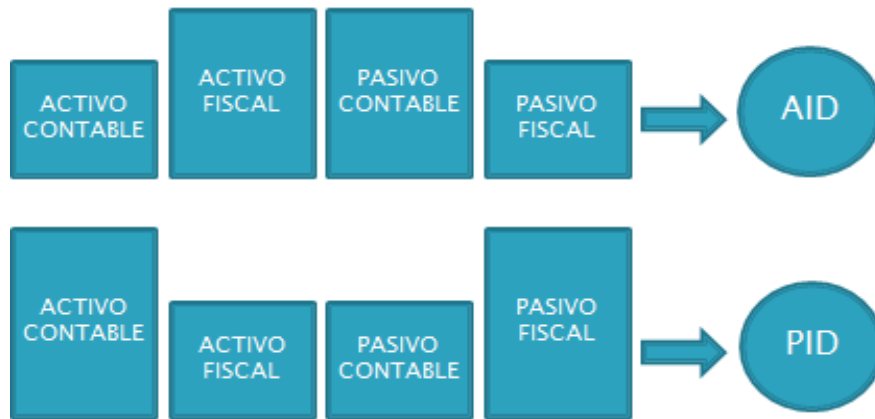 ACTIVO
CONTABLE
ACTIVO
FISCAL
PASIVO
CONTABLE
PASIVO
FISCAL
AID
ACTIVO
CONTABLE
ACTIVO
FISCAL
PASIVO
CONTABLE
PASIVO
FISCAL
PID